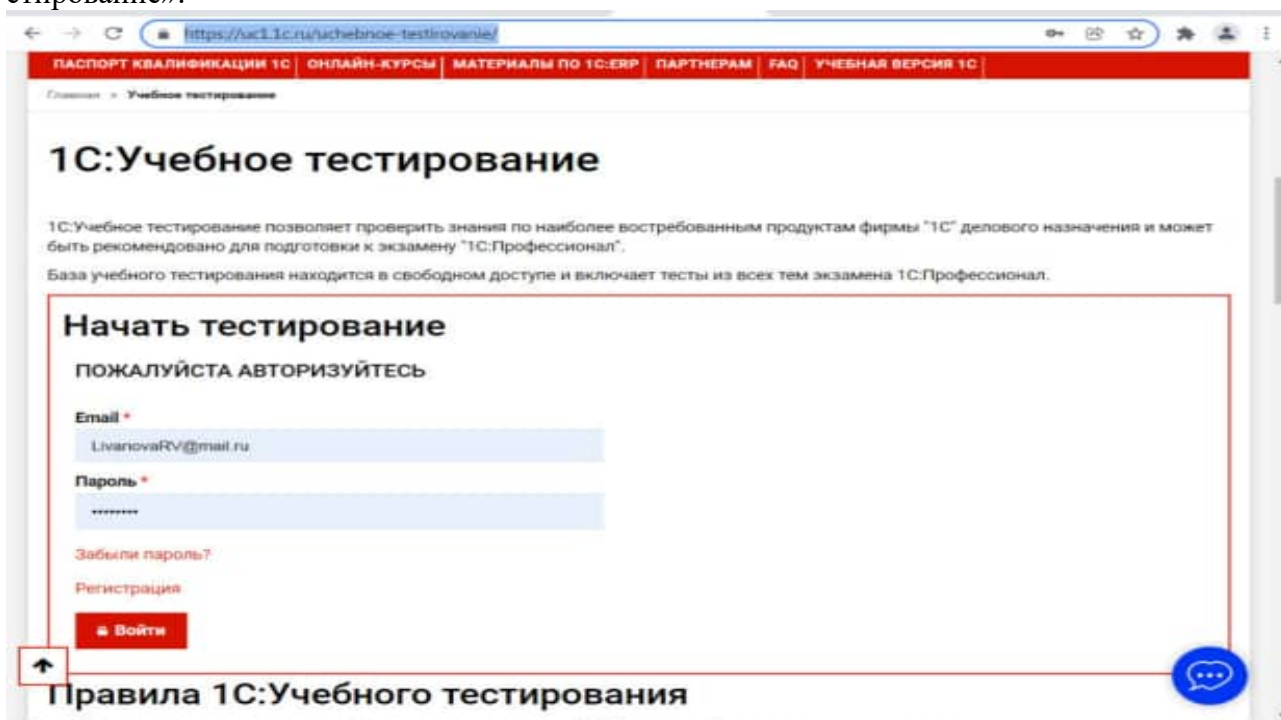 естирование».
https://uc1.1c.ru/uchebnoe-testirovanie/
ПАСПОРТ КВАЛИФИКАЦИИ 1С ОНЛАЙН-КУРСЫ МАТЕРИАЛЫ ПО 1С:ERP ПАРТНЕРАМ FAQ УЧЕБНАЯ ВЕРСИЯ 1С
Главная > Учебное тестирование
1С:Учебное тестирование
1С:Учебное тестирование позволяет проверить знания по наиболее востребованным продуктам фирмы "1С" делового назначения и может
быть рекомендовано для подготовки к экзамену "1С:Профессионал".
База учебного тестирования находится в свободном доступе и включает тесты из всех тем экзамена 1С:Профессионал.
Начать тестирование
ПОЖАЛУЙСТА АВТОРИЗУЙТЕСЬ
Email *
LivanovaRV@mail.ru
Пароль *
••••••••
Забыли пароль?
Регистрация
Войти
Правила 1С:Учебного тестирования